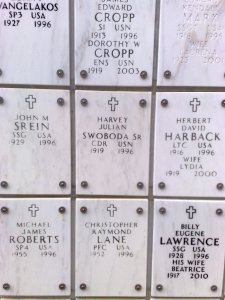 VANGELAKOS
SP3 USA
1927 1996
JAMES
EDWARD
CROPP
S1 USN
1913 1996
DOROTHY W
CROPP
ENS USN
1919 2003
MARX
WIFE
JOHN M
SREIN
SSG USA
1929 1996
HARVEY
JULIAN
SWOBODA SR
CDR USN
1919 1996
HERBERT
DAVID
HARBACK
LTC USA
1916 1996
WIFE
LYDIA
1919 2000
MICHAEL
JAMES
ROBERTS
SP4 USA
1955 1996
CHRISTOPHER
RAYMOND
LANE
PFC USA
1952 1996
BILLY
EUGENE
LAWRENCE
SSG USA
1928 1996
HIS WIFE
BEATRICE
1917 2010